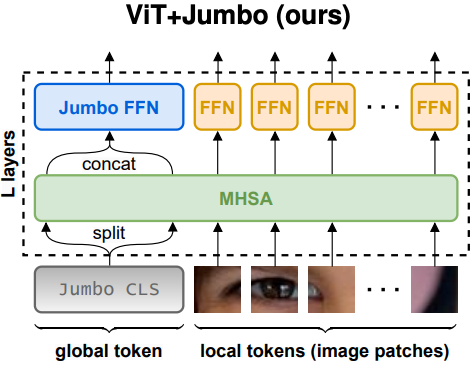 ViT+Jumbo (ours)
Jumbo FFN
FFN
FFN
FFN
...
FFN
concat
L layers
MHSA
split
Jumbo CLS
...
global token
local tokens (image patches)